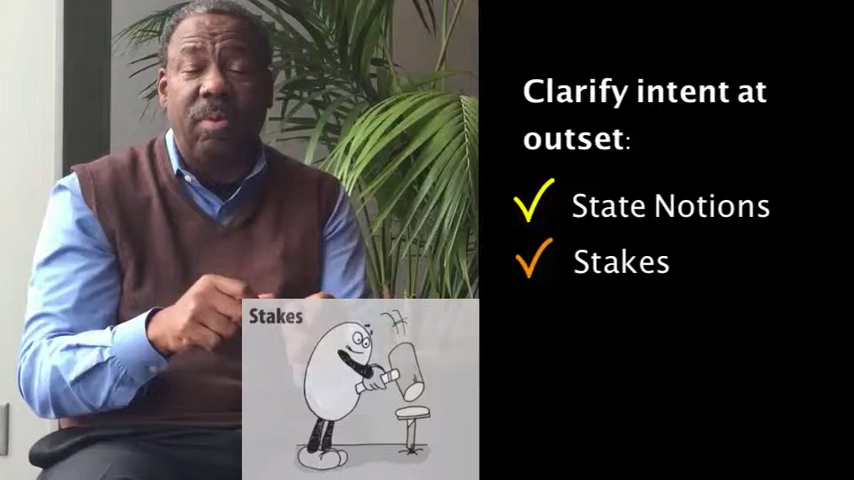 Clarify intent at
outset:
State Notions
Stakes
Stakes